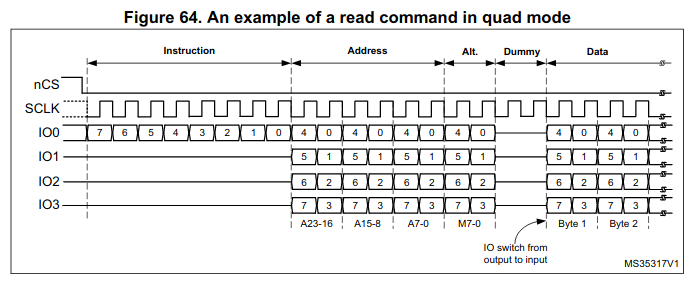 Figure 64. An example of a read command in quad mode
Instruction Address Alt. Dummy Data
nCS
SCLK
IO0 7 6 5 4 3 2 1 0 4 0 4 0 4 0 4 0 4 0 4 0
IO1 5 1 5 1 5 1 5 1 5 1 5 1
IO2 6 2 6 2 6 2 6 2 6 2 6 2
IO3 7 3 7 3 7 3 7 3 7 3 7 3
A23-16 A15-8 A7-0 M7-0 Byte 1 Byte 2
IO switch from
output to input
MS35317V1